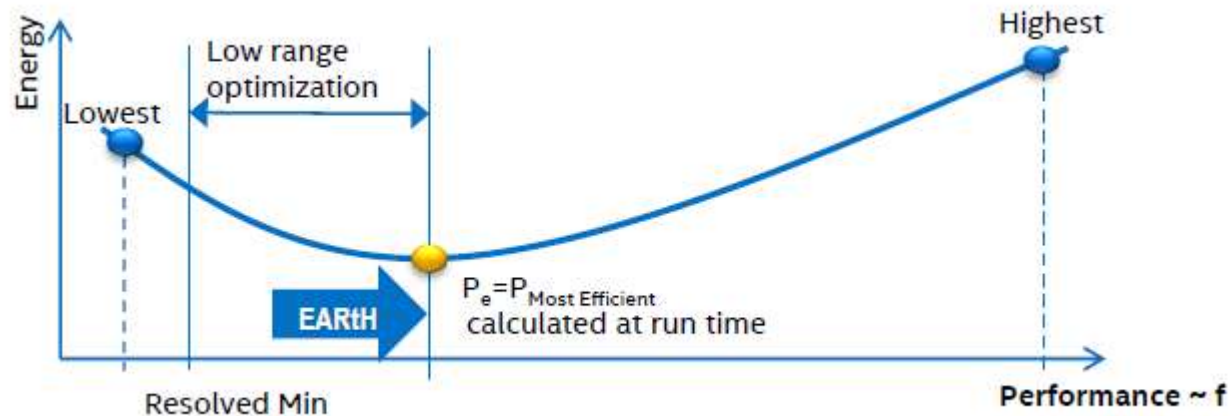 Energy
Highest
Low range
optimization
Lowest
EARtH
Pe=PMost Efficient
calculated at run time
Resolved Min
Performance ~ f